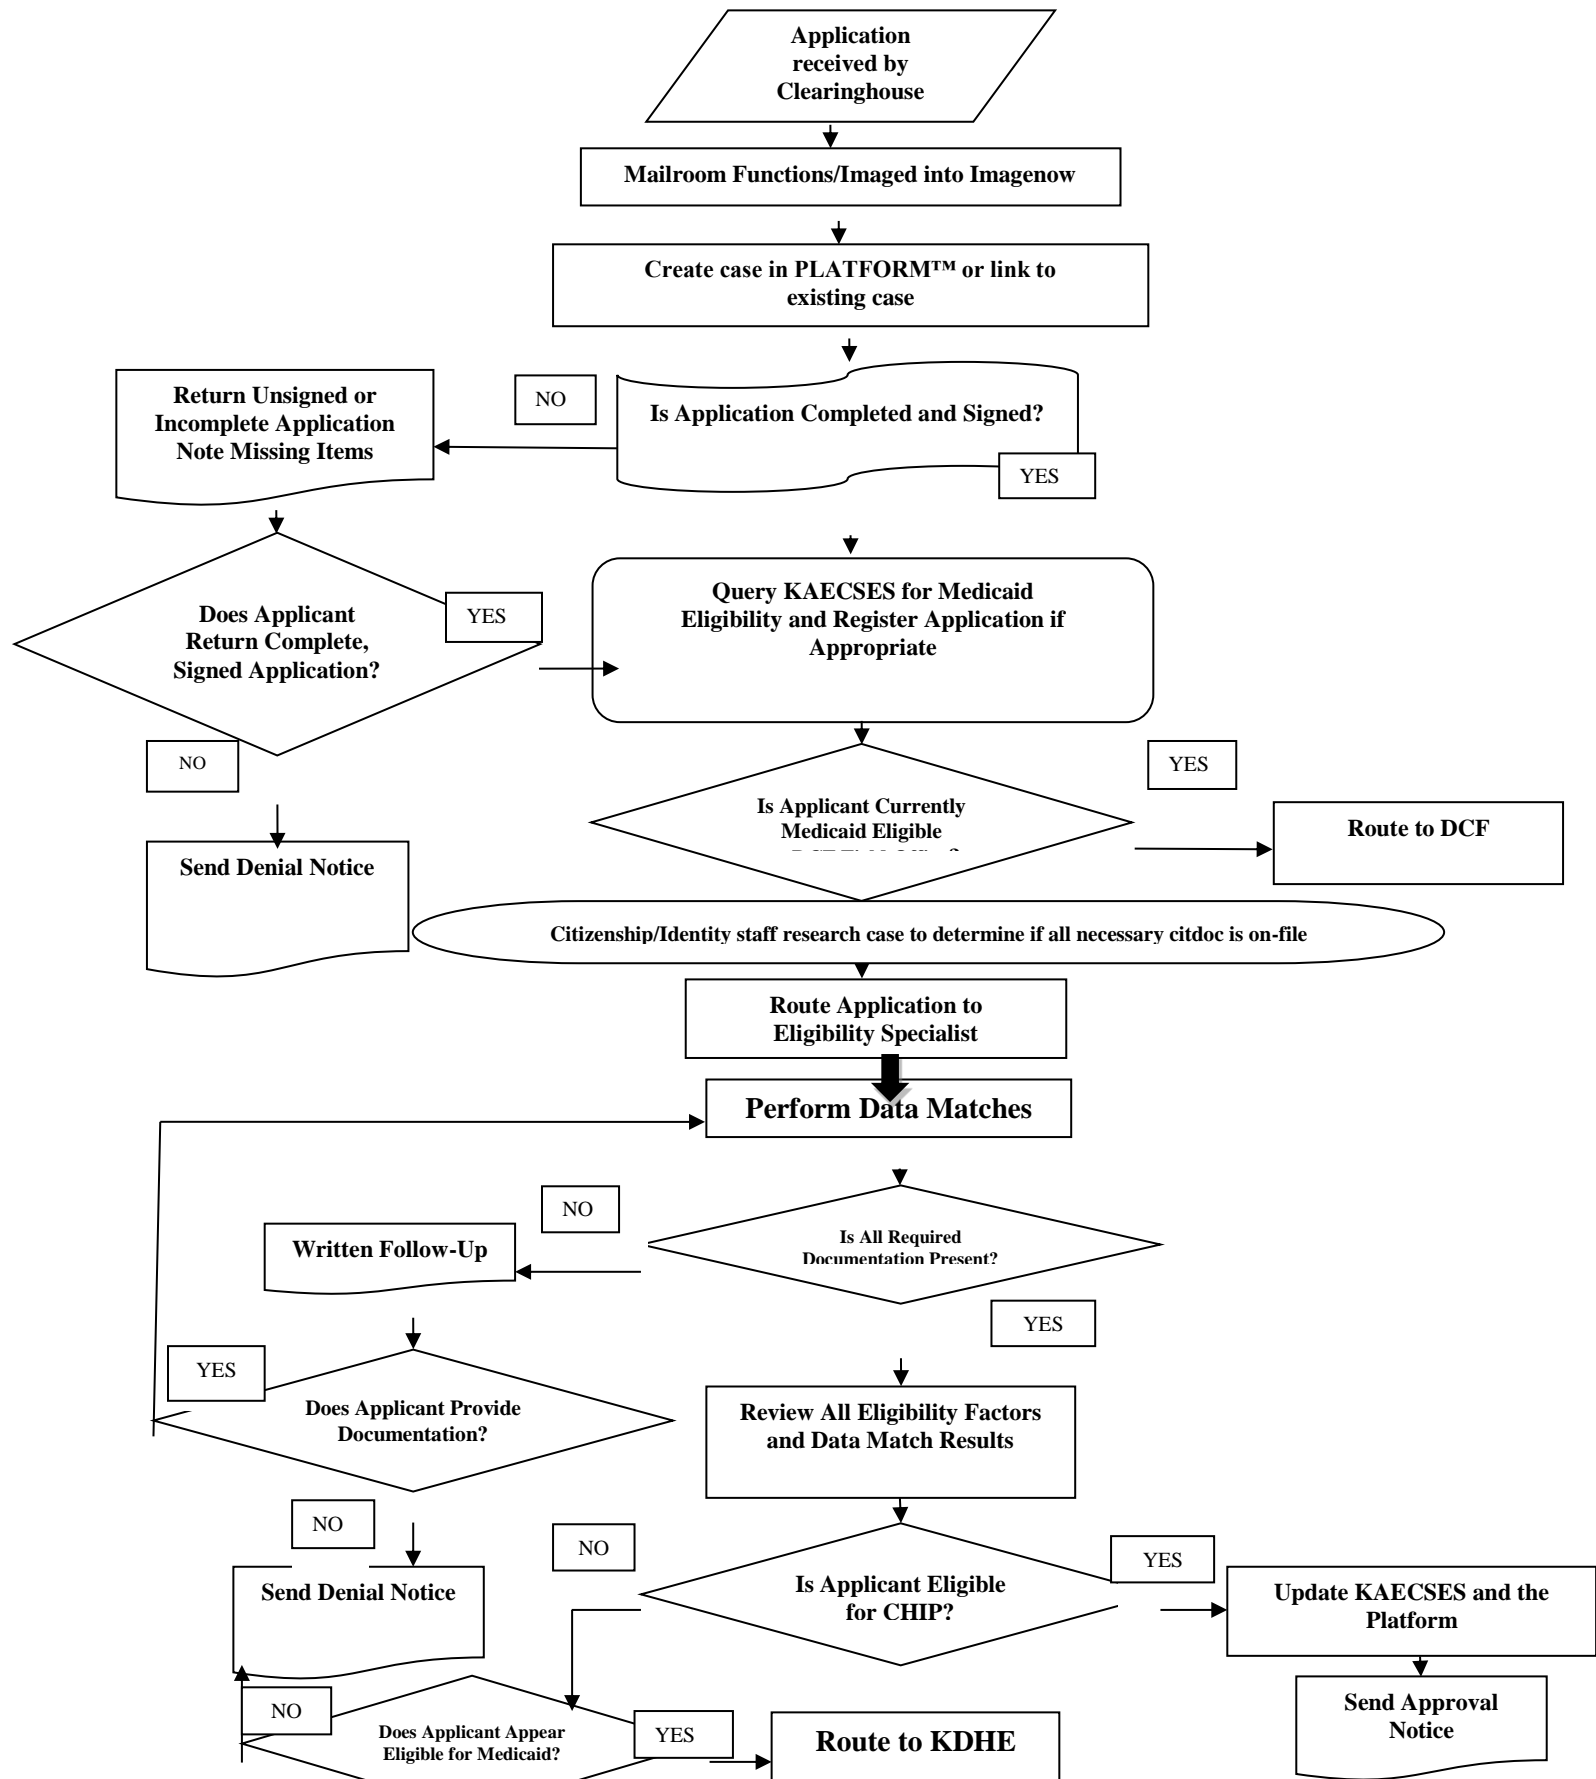 Application
received by
Clearinghouse
Mailroom Functions/Imaged into Imagenow
Create case in PLATFORM™ or link to
existing case
Return Unsigned or
Incomplete Application
Note Missing Items
NO
Is Application Completed and Signed?
YES
Does Applicant
Return Complete,
Signed Application?
YES
Query KAECSES for Medicaid
Eligibility and Register Application if
Appropriate
NO
YES
Is Applicant Currently
Medicaid Eligible
Route to DCF
Send Denial Notice
Citizenship/Identity staff research case to determine if all necessary citdoc is on-file
Route Application to
Eligibility Specialist
Perform Data Matches
NO
Is All Required
Documentation Present?
Written Follow-Up
YES
YES
Does Applicant Provide
Documentation?
Review All Eligibility Factors
and Data Match Results
NO
NO
YES
Is Applicant Eligible
for CHIP?
Send Denial Notice
Update KAECSES and the
Platform
NO
Does Applicant Appear
Eligible for Medicaid?
YES
Route to KDHE
Send Approval
Notice